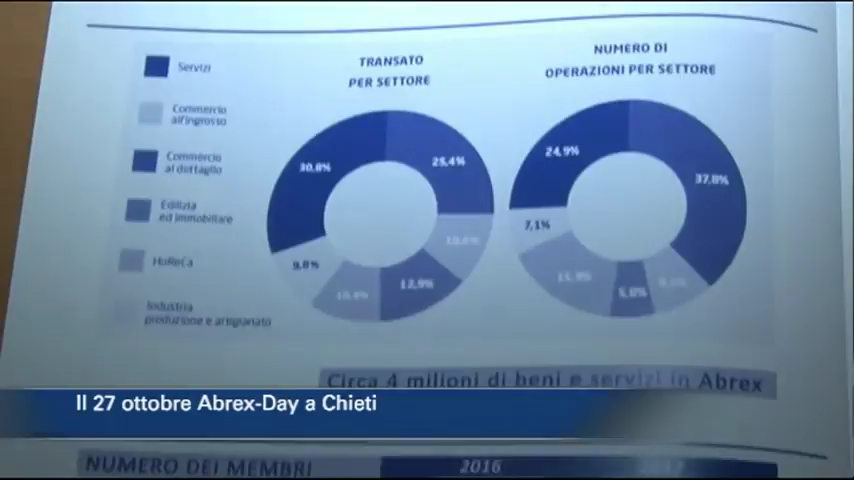 TRANSATO
PER SETTORE
NUMERO DI
OPERAZIONI PER SETTORE
Servizi
Commercio
all'ingrosso
Commercio
al dettaglio
Edilizia
ed immobiliare
HoReCa
Industria
produzione e artigianato
30,8%
25,4%
9,8%
12,9%
24,9%
37,8%
7,1%
5,0%
Circa 4 milioni di beni e servizi in Abrex
Il 27 ottobre Abrex-Day a Chieti
NUMERO DEI MEMBRI
2016